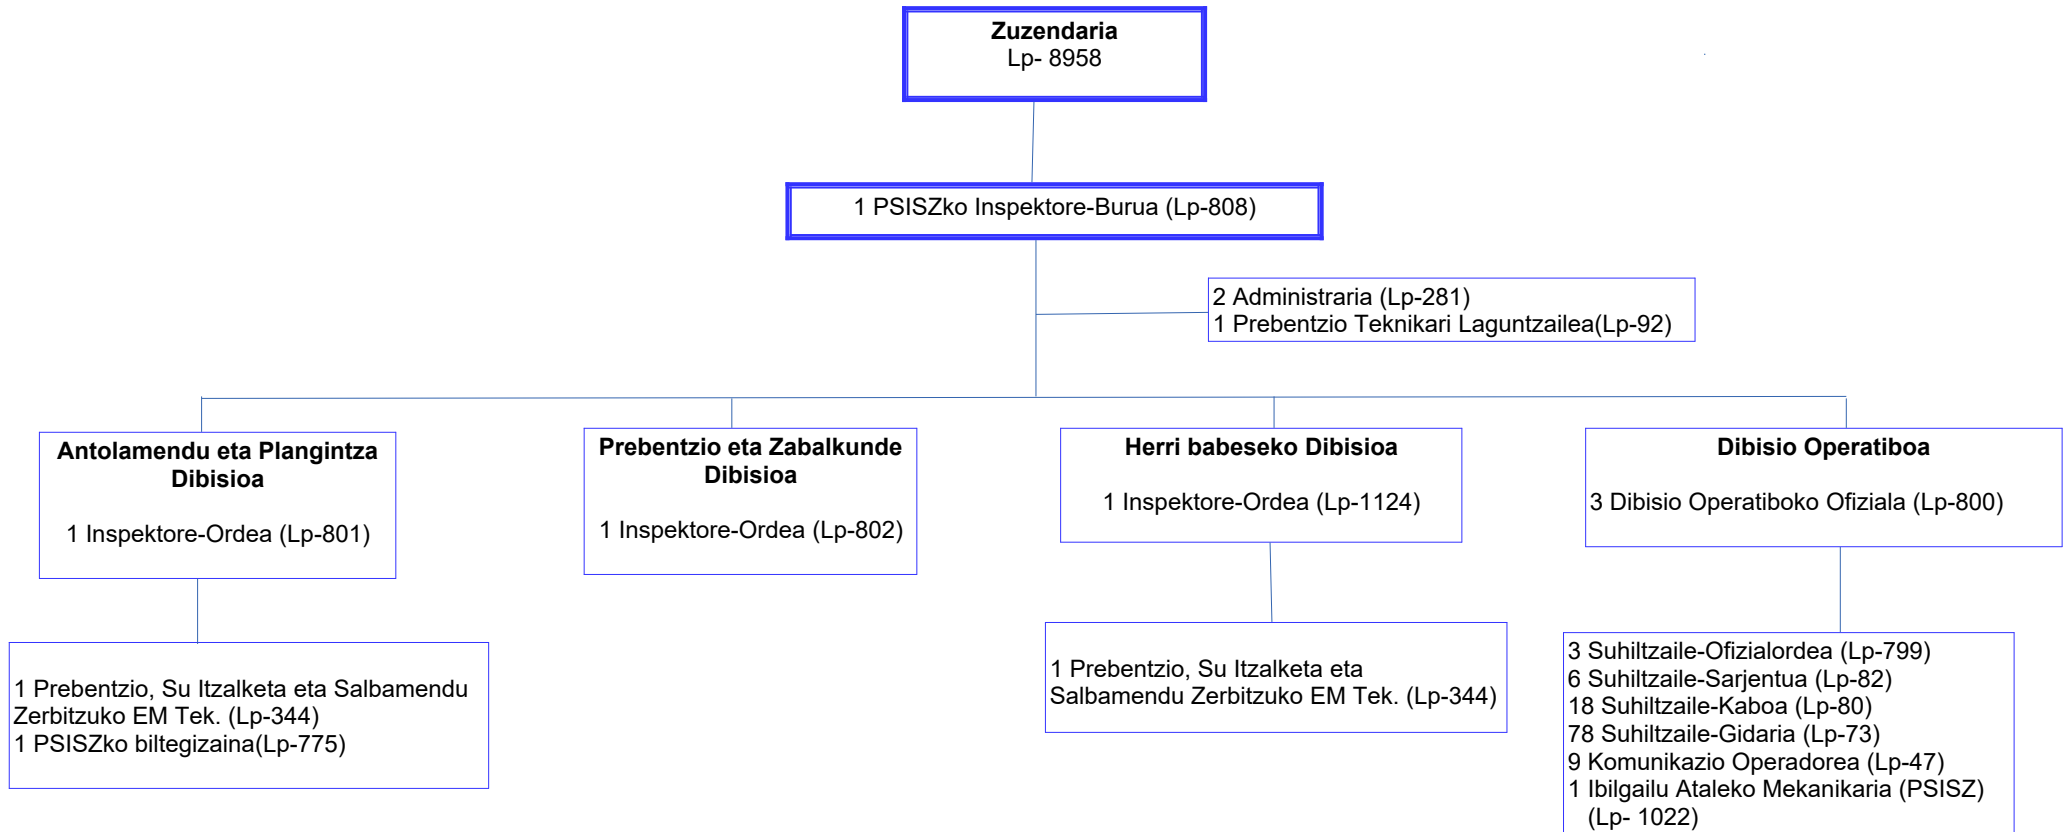 Zuzendaria
Lp- 8958
1 PSISZko Inspektore-Burua (Lp-808)
2 Administraria (Lp-281)
1 Prebentzio Teknikari Laguntzailea(Lp-92)
Antolamendu eta Plangintza
Dibisioa
1 Inspektore-Ordea (Lp-801)
Prebentzio eta Zabalkunde
Dibisioa
1 Inspektore-Ordea (Lp-802)
Herri babeseko Dibisioa
1 Inspektore-Ordea (Lp-1124)
Dibisio Operatiboa
3 Dibisio Operatiboko Ofiziala (Lp-800)
1 Prebentzio, Su Itzalketa eta Salbamendu
Zerbitzuko EM Tek. (Lp-344)
1 PSISZko biltegizaina(Lp-775)
1 Prebentzio, Su Itzalketa eta
Salbamendu Zerbitzuko EM Tek. (Lp-344)
3 Suhiltzaile-Ofizialordea (Lp-799)
6 Suhiltzaile-Sarjentua (Lp-82)
18 Suhiltzaile-Kaboa (Lp-80)
78 Suhiltzaile-Gidaria (Lp-73)
9 Komunikazio Operadorea (Lp-47)
1 Ibilgailu Ataleko Mekanikaria (PSISZ)
(Lp- 1022)